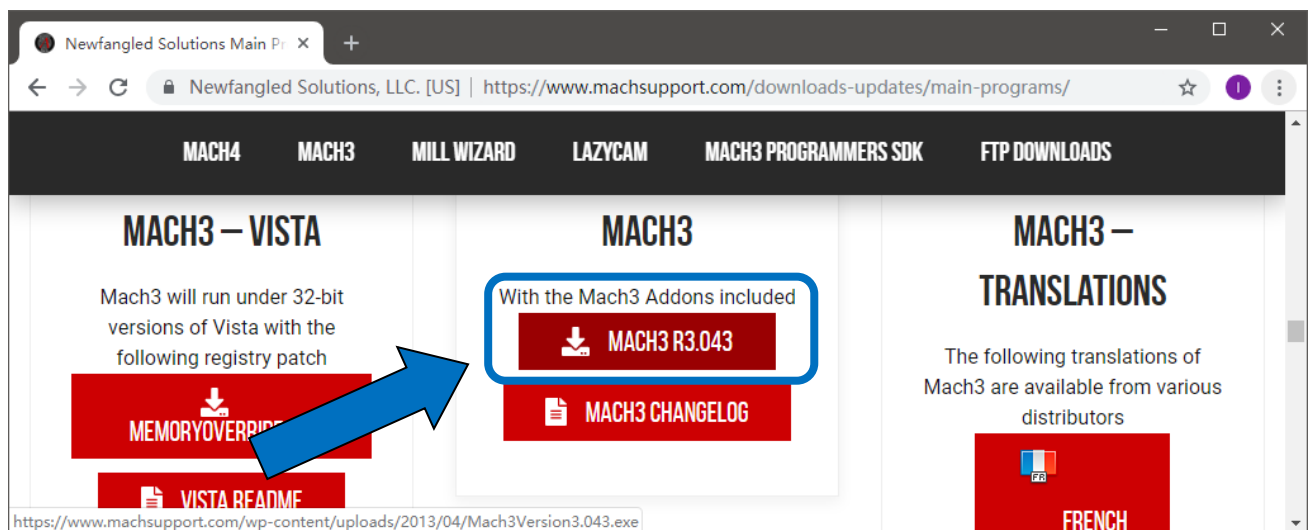 Newfangled Solutions Main Pr
Newfangled Solutions, LLC. [US] | https://www.machsupport.com/downloads-updates/main-programs/
I
MACH4 MACH3 MILL WIZARD LAZYCAM MACH3 PROGRAMMERS SDK FTP DOWNLOADS
MACH3 – VISTA
Mach3 will run under 32-bit
versions of Vista with the
following registry patch
MEMORYOVERRIDE
VISTA README
MACH3
With the Mach3 Addons included
MACH3 R3.043
MACH3 CHANGELOG
MACH3 –
TRANSLATIONS
The following translations of
Mach3 are available from various
distributors
FR
FRENCH
https://www.machsupport.com/wp-content/uploads/2013/04/Mach3Version3.043.exe